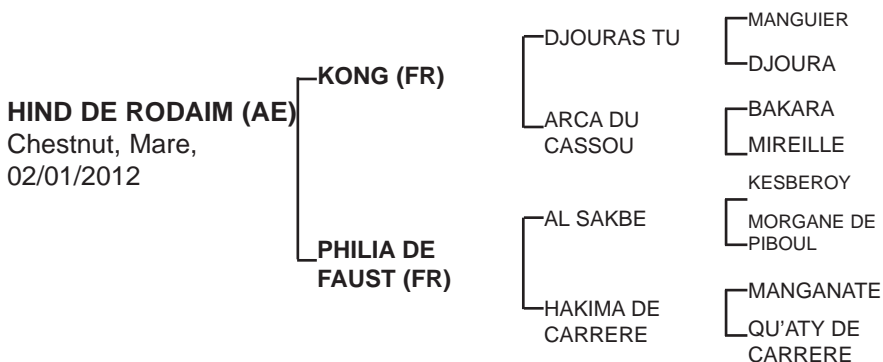 HIND DE RODAIM (AE)
Chestnut, Mare,
02/01/2012
KONG (FR)
PHILIA DE
FAUST (FR)
DJOURAS TU
ARCA DU
CASSOU
AL SAKBE
HAKIMA DE
CARRERE
MANGUIER
DJOURA
BAKARA
MIREILLE
KESBEROY
MORGANE DE
PIBOUL
MANGANATE
QU'ATY DE
CARRERE